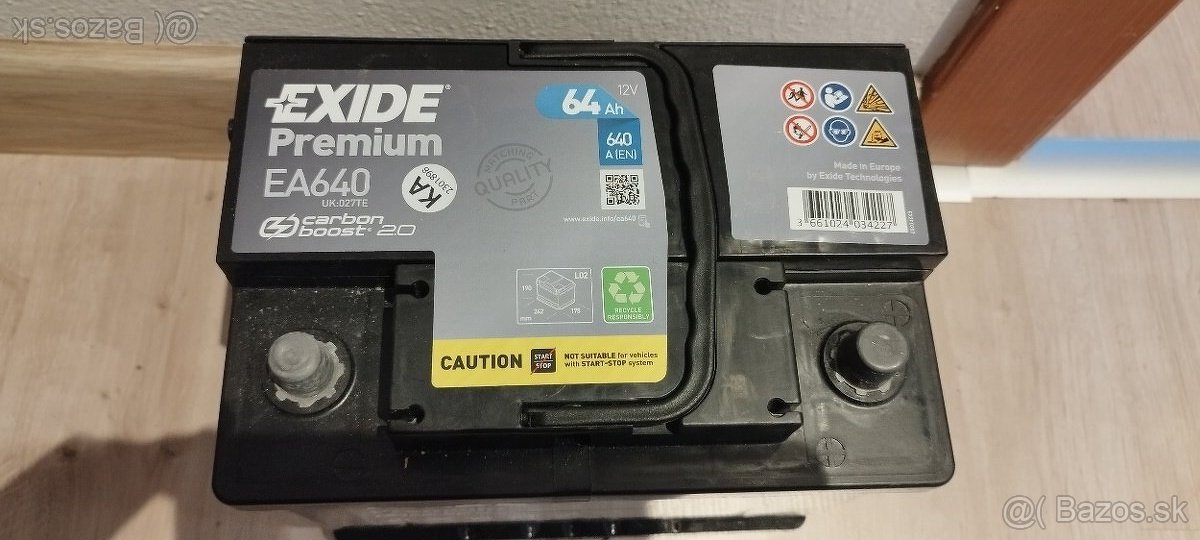 @( Bazos.sk
EXIDE
Premium
EA640
UK:027TE
carbon
boost 2.0
KA
2301896
12V
64 Ah
640
A (EN)
MATCHING
QUALITY
PART
www.exide.info/ea640
L02
190
242
175
mm
RECYCLE
RESPONSIBLY
CAUTION
START
STOP
NOT SUITABLE for vehicles
with START-STOP system
Made in Europe
by Exide Technologies
3 661024 034227
@( Bazos.sk